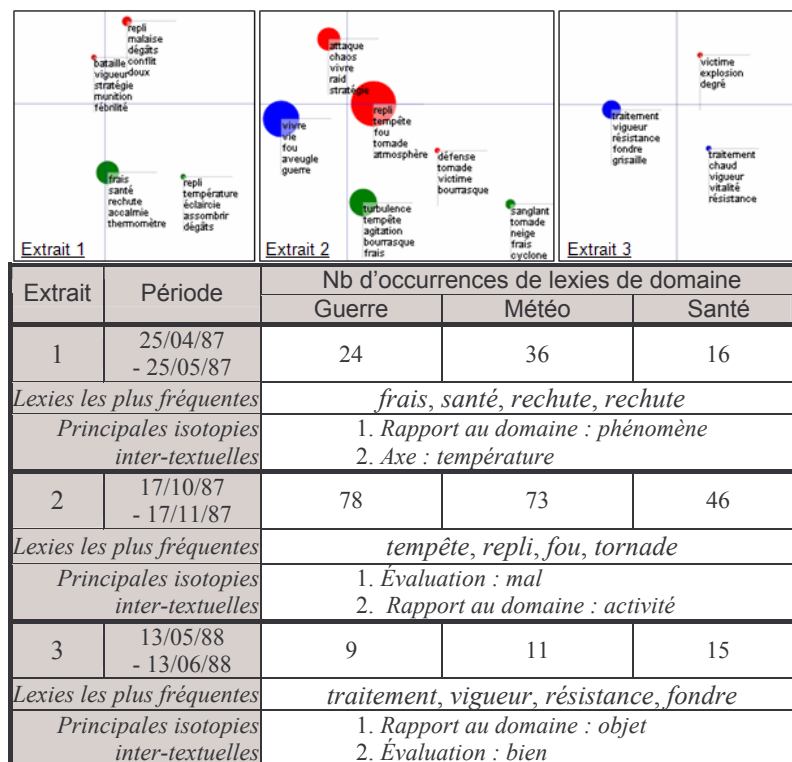 repli
malaise
dégâts
conflit
doux
bataille
vigueur
stratégie
munition
fébrilité
frais
santé
rechute
accalmie
thermomètre
repli
température
éclaircie
assombrir
dégâts
Extrait 1
attaque
chaos
vivre
raid
stratégie
vivre
vie
fou
aveugle
guerre
repli
tempête
fou
tornade
atmosphère
défense
tornade
victime
bourrasque
turbulence
tempête
agitation
bourrasque
frais
sanglant
tornade
neige
frais
cyclone
Extrait 2
victime
explosion
degré
traitement
vigueur
résistance
fondre
grisaille
traitement
chaud
vigueur
vitalité
résistance
Extrait 3
Extrait Période Nb d'occurrences de lexies de domaine
Guerre Météo Santé
1 25/04/87 - 25/05/87 24 36 16
Lexies les plus fréquentes frais, santé, rechute, rechute
Principales isotopies inter-textuelles
1. Rapport au domaine : phénomène
2. Axe : température
2 17/10/87 - 17/11/87 78 73 46
Lexies les plus fréquentes tempête, repli, fou, tornade
Principales isotopies inter-textuelles
1. Évaluation : mal
2. Rapport au domaine : activité
3 13/05/88 - 13/06/88 9 11 15
Lexies les plus fréquentes traitement, vigueur, résistance, fondre
Principales isotopies inter-textuelles
1. Rapport au domaine : objet
2. Évaluation : bien